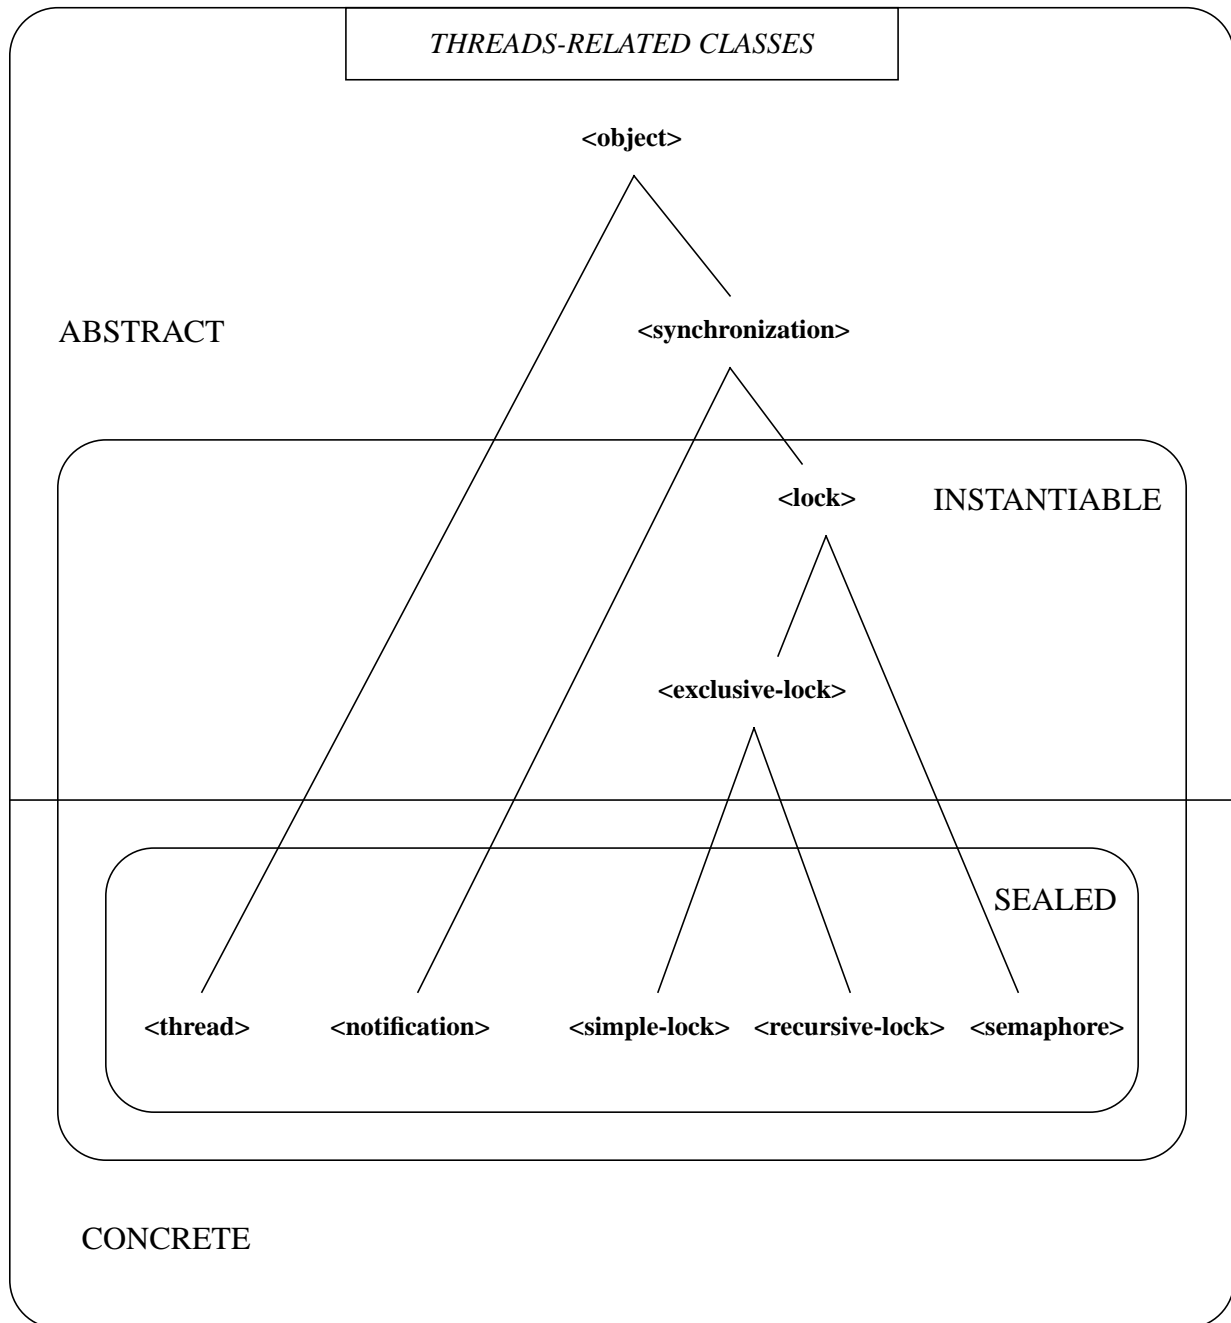 THREADS-RELATED CLASSES
<object>
ABSTRACT
<synchronization>
<lock>
INSTANTIABLE
<exclusive-lock>
SEALED
<thread> <notification> <simple-lock> <recursive-lock> <semaphore>
CONCRETE